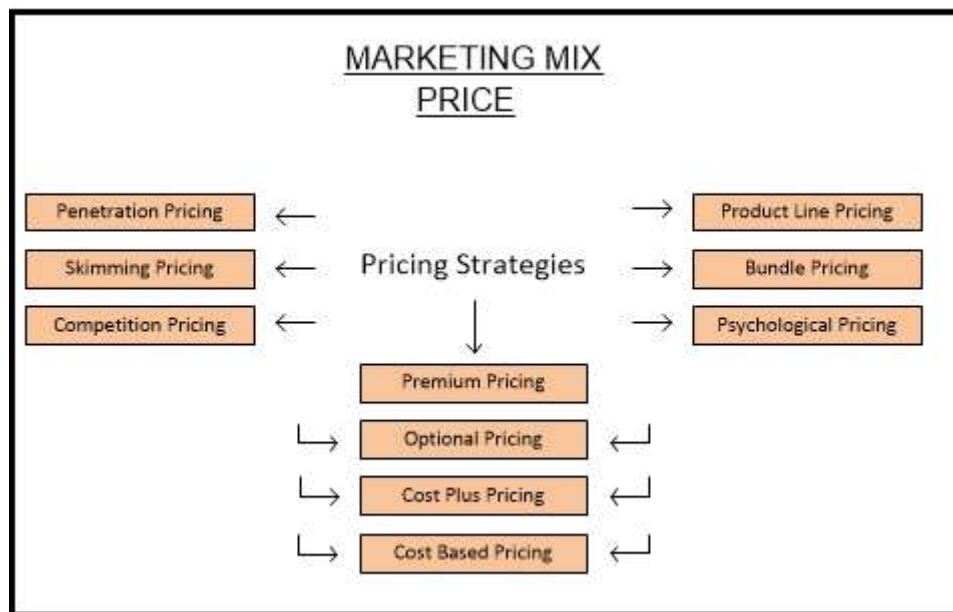 MARKETING MIX
PRICE
Penetration Pricing
Product Line Pricing
Skimming Pricing
Pricing Strategies
Bundle Pricing
Competition Pricing
Psychological Pricing
Premium Pricing
Optional Pricing
Cost Plus Pricing
Cost Based Pricing